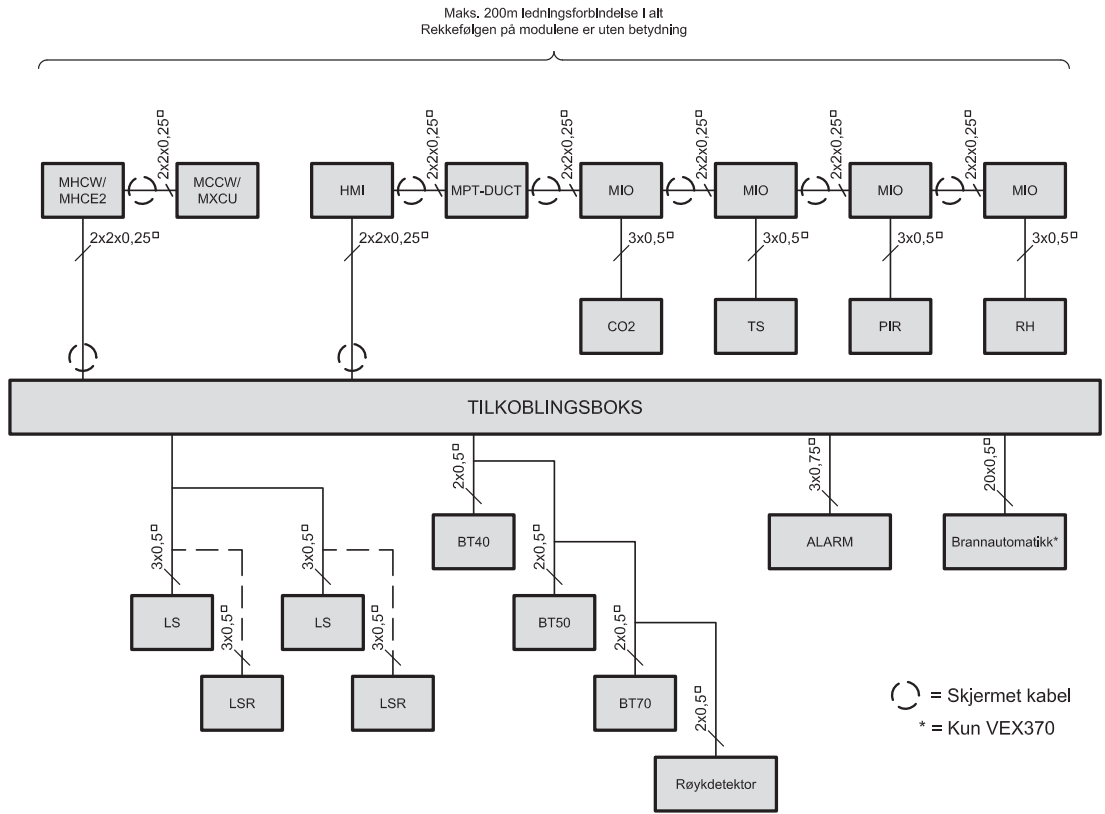 Maks. 200m ledningsforbindelse i alt
Rekkefølgen på modulene er uten betydning
2x2x0,25□
2x2x0,25□
2x2x0,25□
2x2x0,25□
2x2x0,25□
2x2x0,25□
MHCW/
MHCE2
MCCW/
MXCU
HMI
MPT-DUCT
MIO
MIO
MIO
MIO
2x2x0,25□
2x2x0,25□
3x0,5□
3x0,5□
3x0,5□
3x0,5□
CO2
TS
PIR
RH
TILKOBLINGSBOKS
2x0,5□
3x0,75□
20x0,5□
BT40
ALARM
Brannautomatikk*
3x0,5□
3x0,5□
2x0,5□
LS
LS
BT50
3x0,5□
3x0,5□
2x0,5□
LSR
LSR
BT70
2x0,5□
Røykdetektor
= Skjermet kabel
* = Kun VEX370